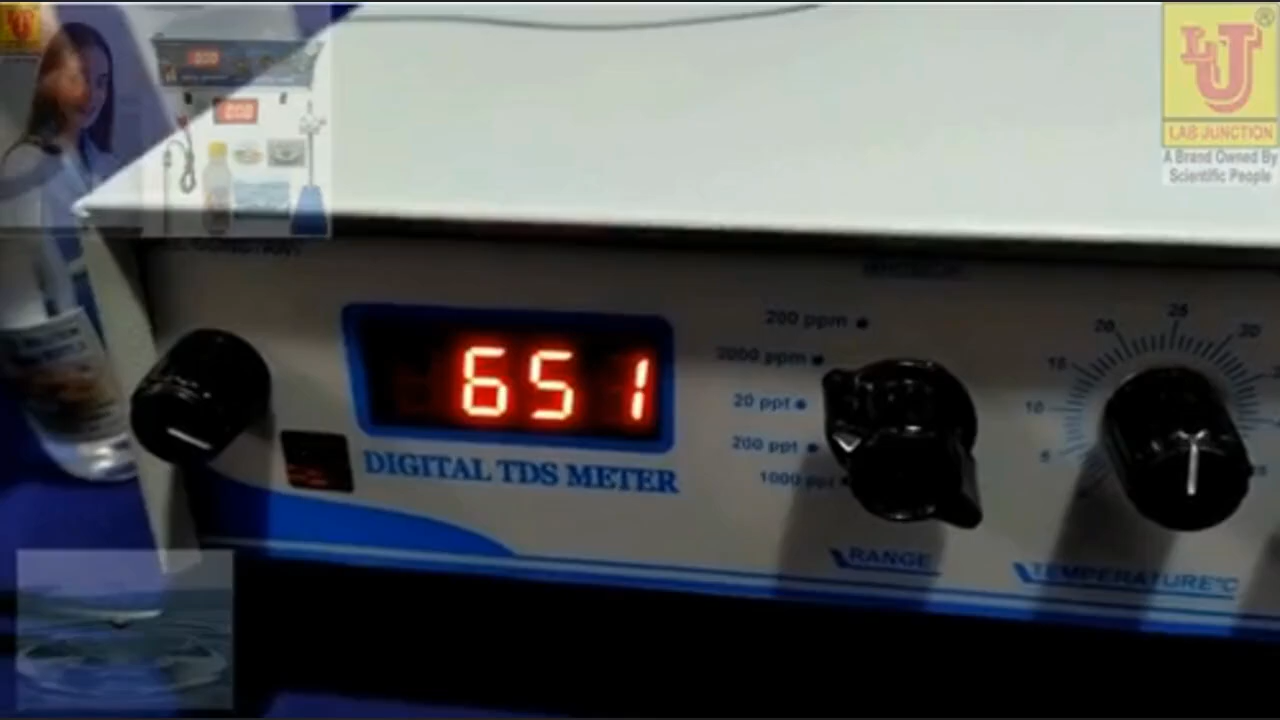 LJ
®
LAB JUNCTION
A Brand Owned By
Scientific People
651
DIGITAL TDS METER
200 ppm
2000 ppm
20 ppt
200 ppt
1000 ppt
RANGE
5
10
15
20
25
30
TEMPERATURE°C